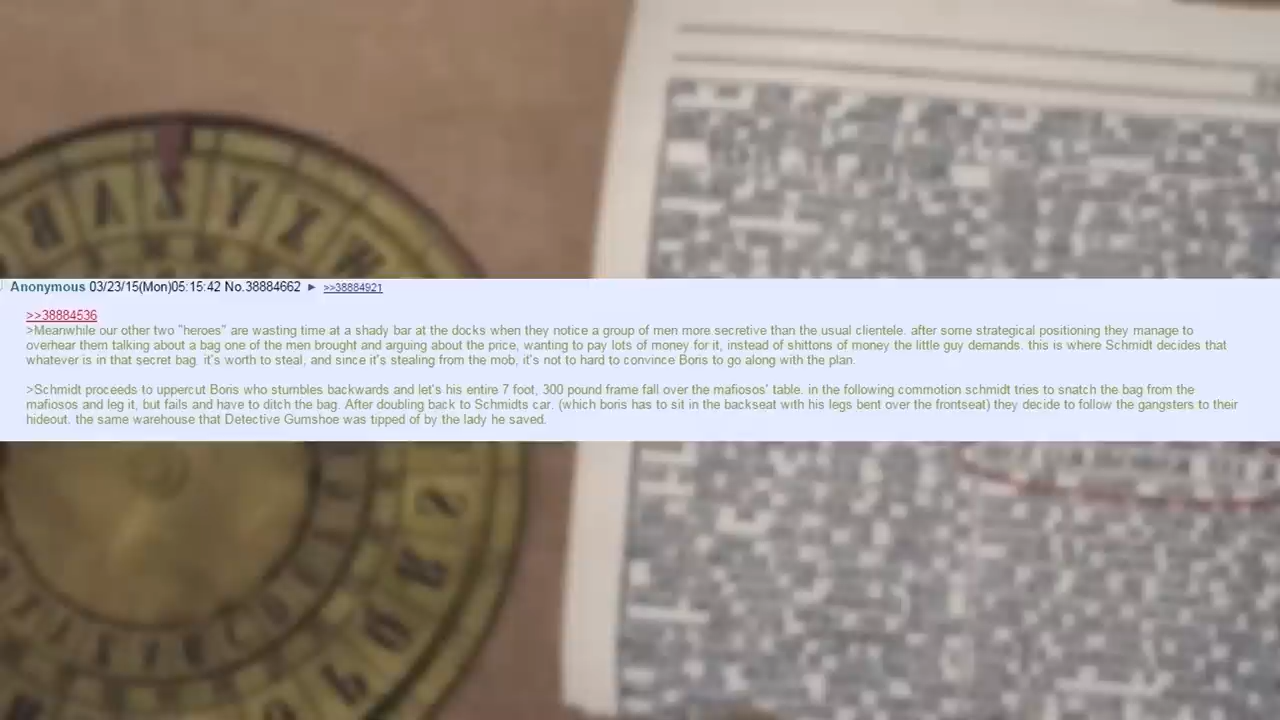 Anonymous 03/23/15(Mon)05:15:42 No.38884662 ► >>38884921
>>38884536
>Meanwhile our other two "heroes" are wasting time at a shady bar at the docks when they notice a group of men more secretive than the usual clientele. after some strategical positioning they manage to
overhear them talking about a bag one of the men brought and arguing about the price, wanting to pay lots of money for it, instead of shittons of money the little guy demands. this is where Schmidt decides that
whatever is in that secret bag. it's worth to steal, and since it's stealing from the mob, it's not to hard to convince Boris to go along with the plan.
>Schmidt proceeds to uppercut Boris who stumbles backwards and let's his entire 7 foot, 300 pound frame fall over the mafiosos' table. in the following commotion schmidt tries to snatch the bag from the
mafiosos and leg it, but fails and have to ditch the bag. After doubling back to Schmidts car. (which boris has to sit in the backseat with his legs bent over the frontseat) they decide to follow the gangsters to their
hideout. the same warehouse that Detective Gumshoe was tipped of by the lady he saved.